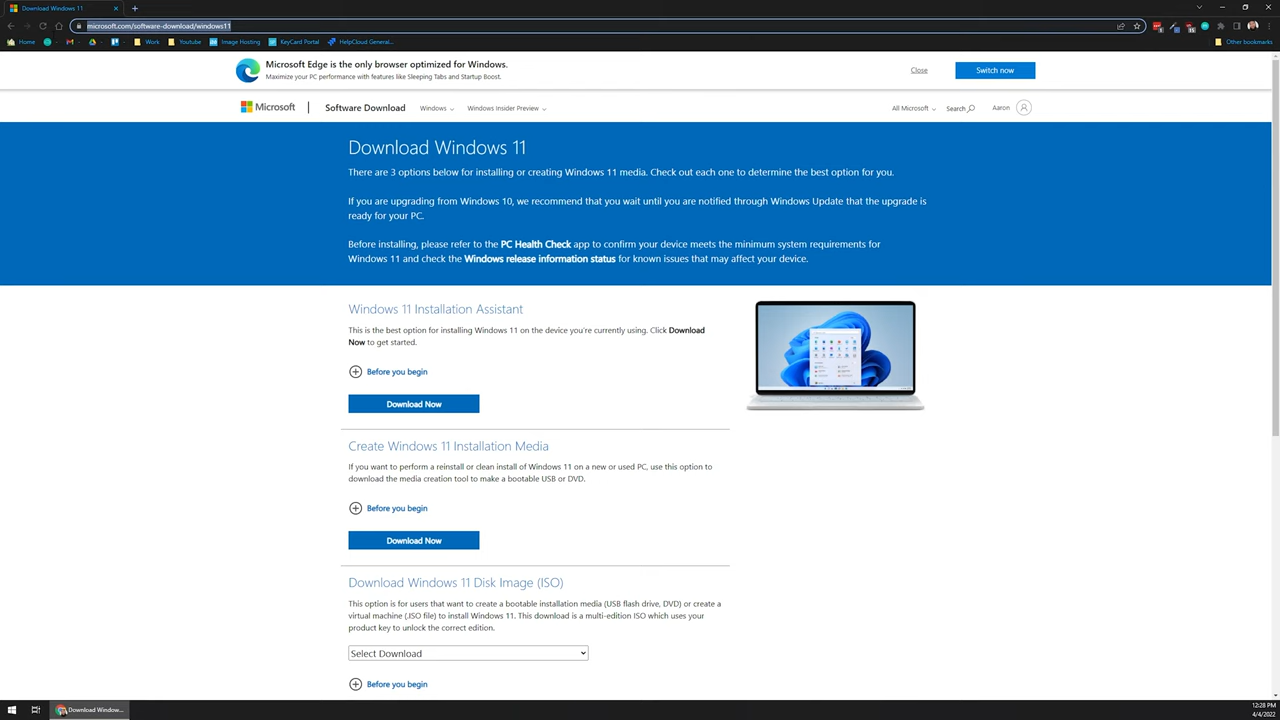 Download Windows 11
microsoft.com/software-download/windows11
Home
Work
Youtube
Image Hosting
KeyCard Portal
HelpCloud General...
Other bookmarks
Microsoft Edge is the only browser optimized for Windows.
Maximize your PC performance with features like Sleeping Tabs and Startup Boost.
Close
Switch now
Microsoft
Software Download
Windows
Windows Insider Preview
All Microsoft
Search
Aaron
Download Windows 11
There are 3 options below for installing or creating Windows 11 media. Check out each one to determine the best option for you.
If you are upgrading from Windows 10, we recommend that you wait until you are notified through Windows Update that the upgrade is
ready for your PC.
Before installing, please refer to the PC Health Check app to confirm your device meets the minimum system requirements for
Windows 11 and check the Windows release information status for known issues that may affect your device.
Windows 11 Installation Assistant
This is the best option for installing Windows 11 on the device you're currently using. Click Download
Now to get started.
Before you begin
Download Now
Create Windows 11 Installation Media
If you want to perform a reinstall or clean install of Windows 11 on a new or used PC, use this option to
download the media creation tool to make a bootable USB or DVD.
Before you begin
Download Now
Download Windows 11 Disk Image (ISO)
This option is for users that want to create a bootable installation media (USB flash drive, DVD) or create a
virtual machine (.ISO file) to install Windows 11. This download is a multi-edition ISO which uses your
product key to unlock the correct edition.
Select Download
Before you begin
Download Window...
12:28 PM
4/4/2022